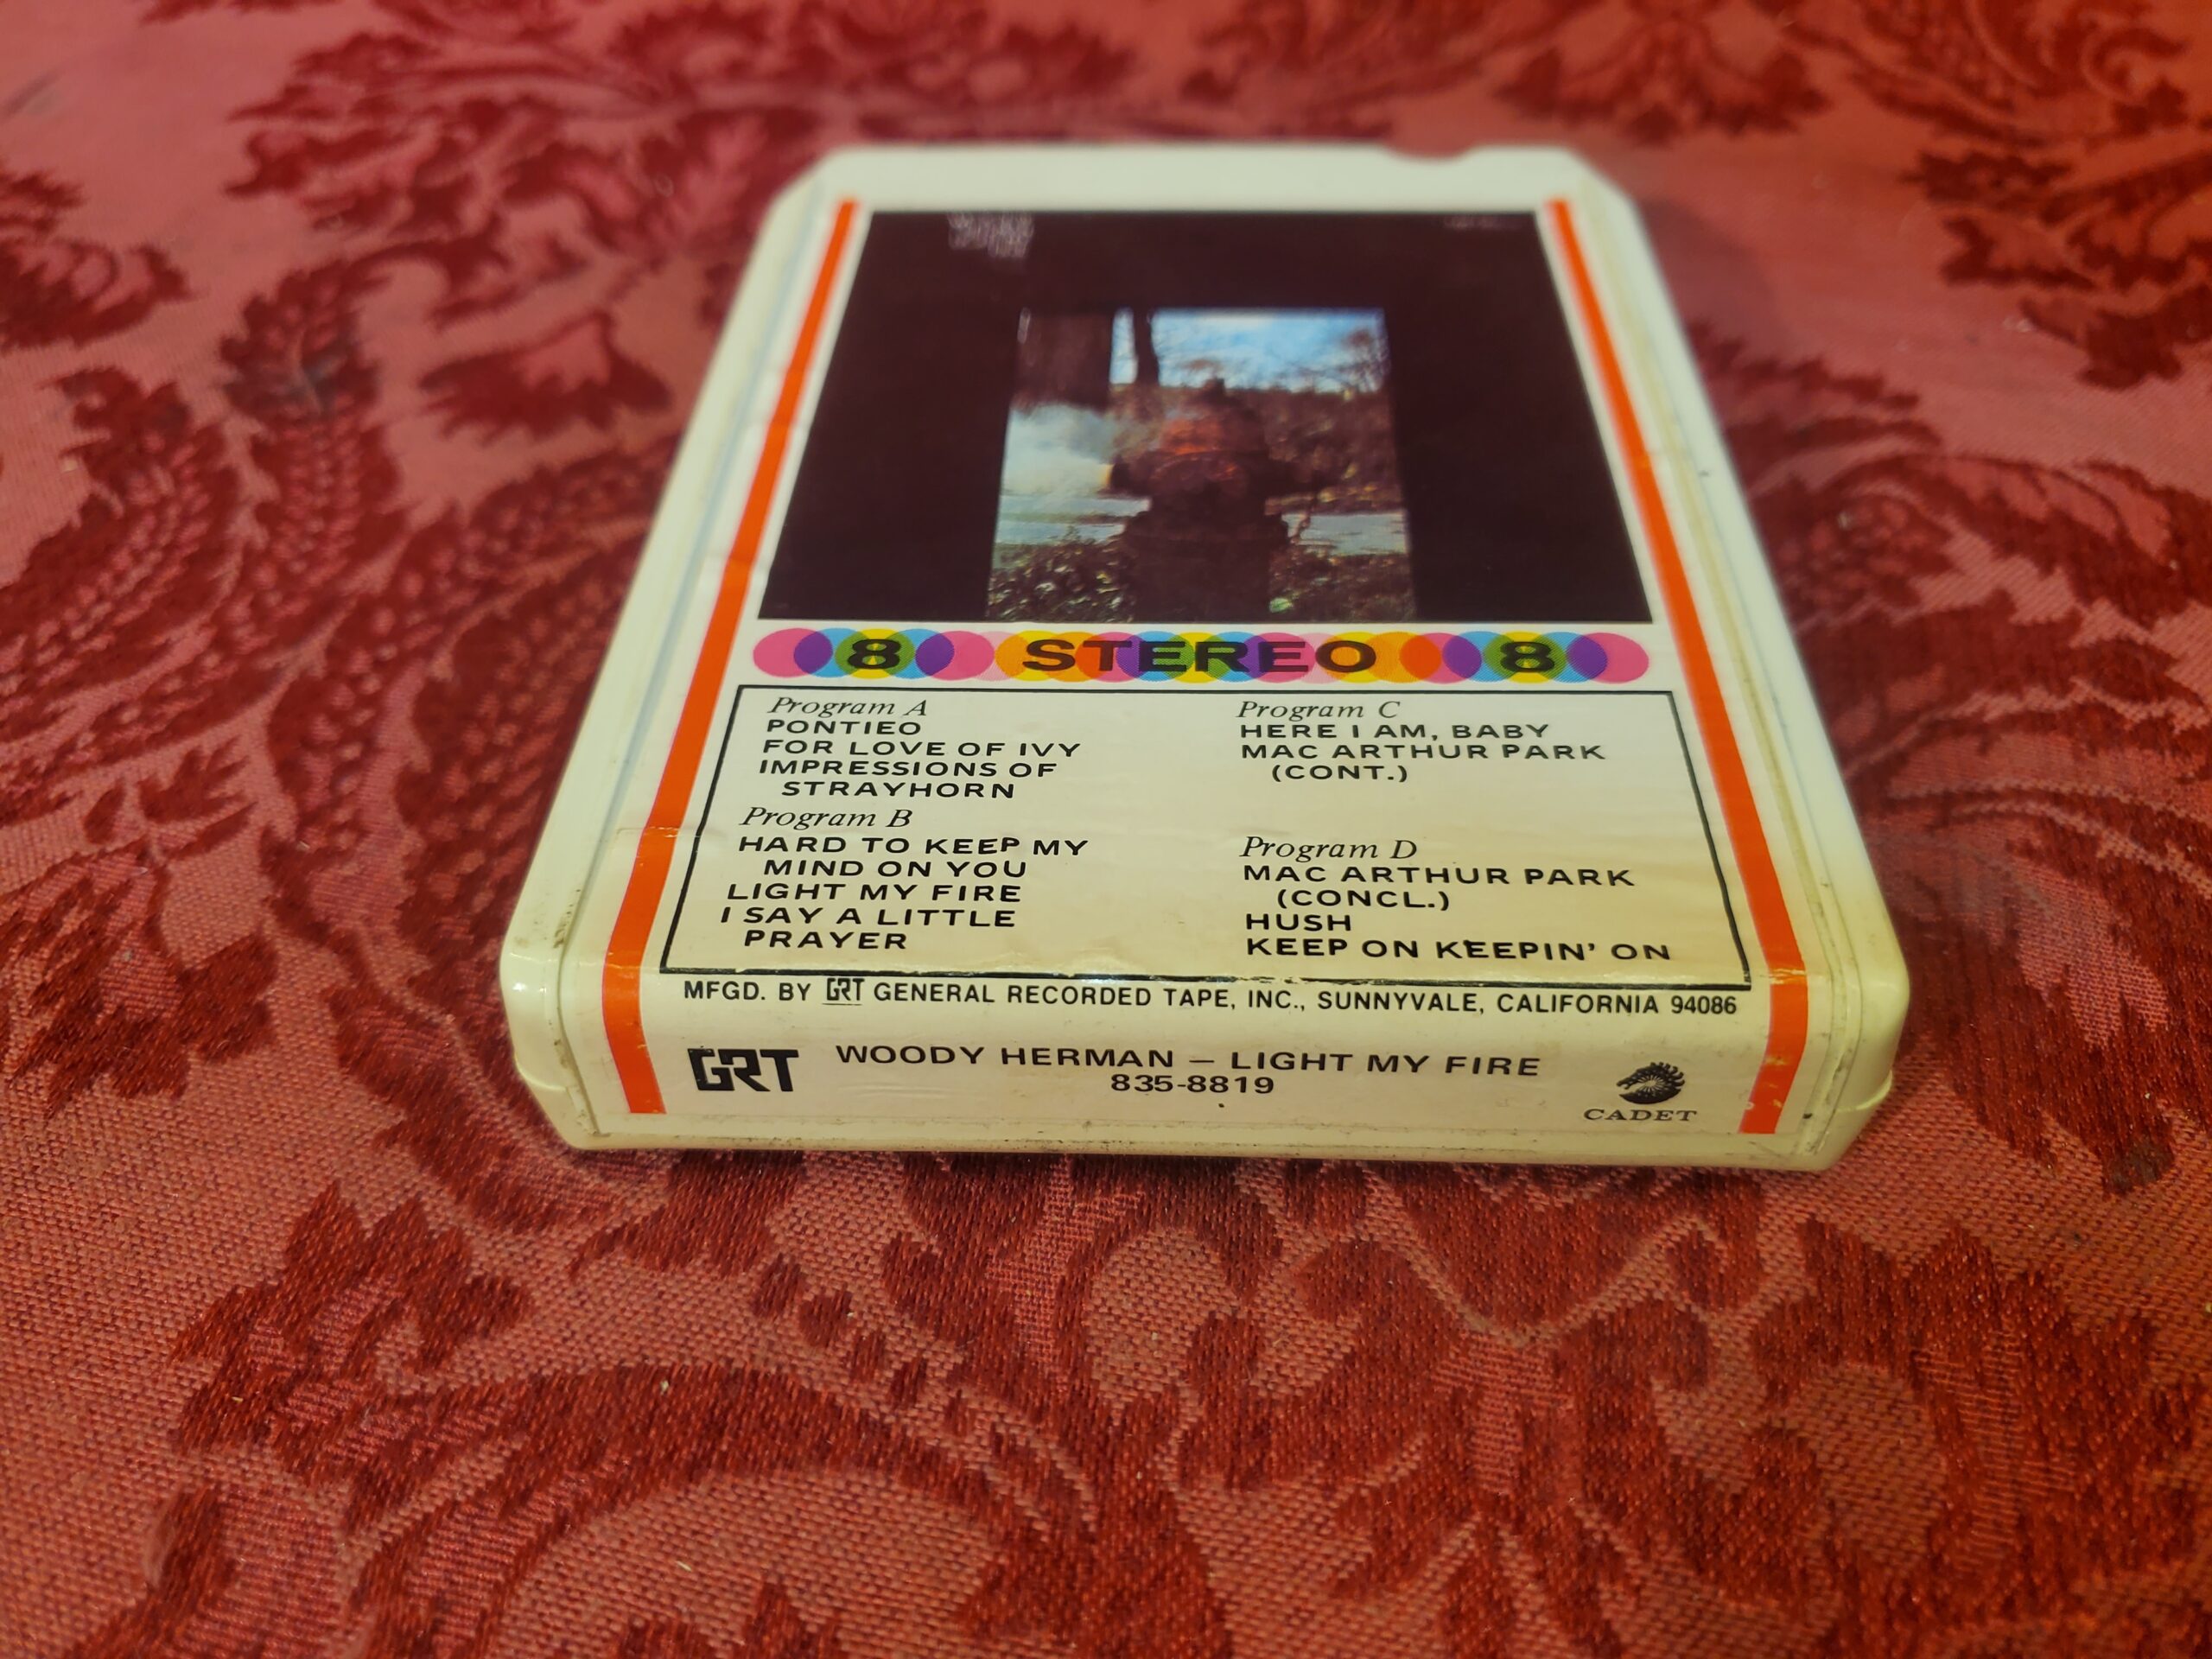 8 STEREO 8
Program A
PONTIEO
FOR LOVE OF IVY
IMPRESSIONS OF
STRAYHORN
Program B
HARD TO KEEP MY
MIND ON YOU
LIGHT MY FIRE
I SAY A LITTLE
PRAYER
Program C
HERE I AM, BABY
MAC ARTHUR PARK
(CONT.)
Program D
MAC ARTHUR PARK
(CONCL.)
HUSH
KEEP ON KEEPIN' ON
MFGD. BY GRT GENERAL RECORDED TAPE, INC., SUNNYVALE, CALIFORNIA 94086
GRT
WOODY HERMAN – LIGHT MY FIRE
835-8819
CADET